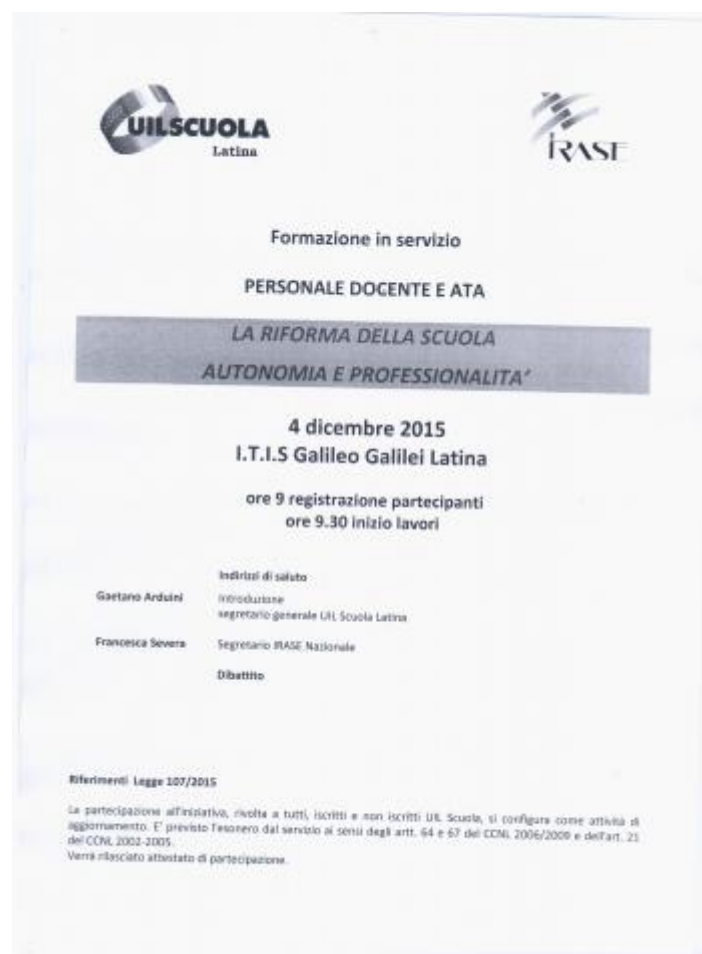 UILSCUOLA
Latina
IRASE
Formazione in servizio
PERSONALE DOCENTE E ATA
LA RIFORMA DELLA SCUOLA
AUTONOMIA E PROFESSIONALITA'
4 dicembre 2015
I.T.I.S Galileo Galilei Latina
ore 9 registrazione partecipanti
ore 9.30 inizio lavori
Indirizzi di saluto
Gaetano Arduini Introduzione
segretario generale UIL Scuola Latina
Francesca Severa Segretario IRASE Nazionale
Dibattito
Riferimenti Legge 107/2015
La partecipazione all'iniziativa, rivolta a tutti, iscritti e non iscritti UIL Scuola, si configura come attività di
aggiornamento. E' previsto l'esonero dal servizio ai sensi degli artt. 64 e 67 del CCNL 2006/2009 e dell'art. 21
del CCNL 2002-2005.
Verrà rilasciato attestato di partecipazione.